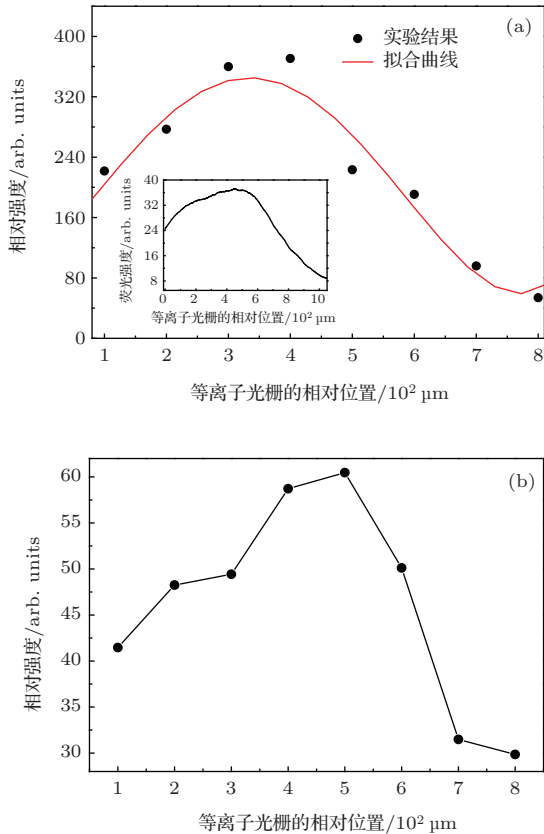 (a)
实验结果
拟合曲线
相对强度/arb. units
400
320
240
160
80
0
1 2 3 4 5 6 7 8
等离子光栅的相对位置/10² µm
荧光强度/arb. units
40
32
24
16
8
0 2 4 6 8 10
等离子光栅的相对位置/10² µm
(b)
相对强度/arb. units
60
55
50
45
40
35
30
1 2 3 4 5 6 7 8
等离子光栅的相对位置/10² µm